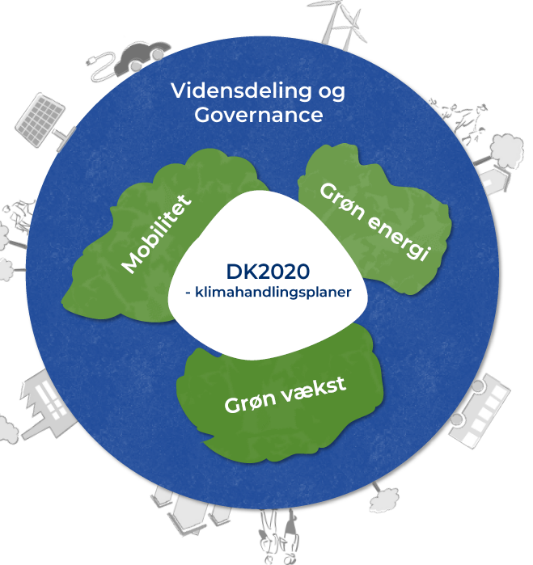 Vidensdeling og
Governance
Mobilitet
Grøn energi
DK2020
- klimahandlingsplaner
Grøn vækst